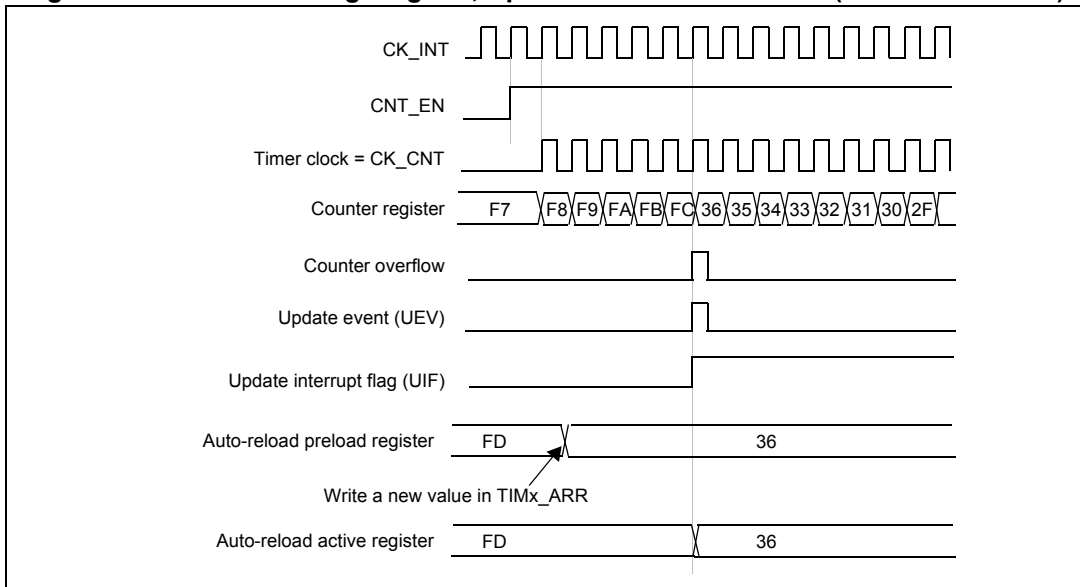 CK_INT
CNT_EN
Timer clock = CK_CNT
Counter register F7 F8 F9 FA FB FC 36 35 34 33 32 31 30 2F
Counter overflow
Update event (UEV)
Update interrupt flag (UIF)
Auto-reload preload register FD 36
Write a new value in TIMx_ARR
Auto-reload active register FD 36